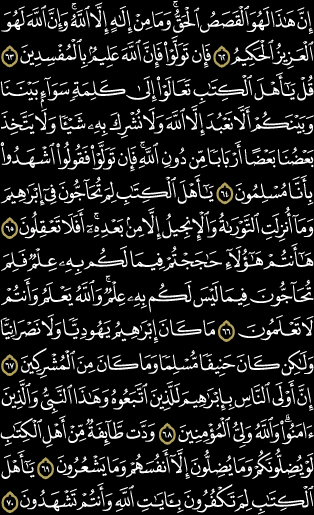 إِنَّ هَٰذَا لَهُوَ ٱلْقَصَصُ ٱلْحَقُّ ۚ وَمَا مِنْ إِلَٰهٍ إِلَّا ٱللَّهُ ۚ وَإِنَّ ٱللَّهَ لَهُوَ
ٱلْعَزِيزُ ٱلْحَكِيمُ ٦٢ فَإِن تَوَلَّوْا۟ فَإِنَّ ٱللَّهَ عَلِيمٌۢ بِٱلْمُفْسِدِينَ ٦٣
قُلْ يَٰٓأَهْلَ ٱلْكِتَٰبِ تَعَالَوْا۟ إِلَىٰ كَلِمَةٍ سَوَآءٍۭ بَيْنَنَا
وَبَيْنَكُمْ أَلَّا نَعْبُدَ إِلَّا ٱللَّهَ وَلَا نُشْرِكَ بِهِۦ شَيْـًٔا وَلَا يَتَّخِذَ
بَعْضُنَا بَعْضًا أَرْبَابًا مِّن دُونِ ٱللَّهِ ۚ فَإِن تَوَلَّوْا۟ فَقُولُوا۟ ٱشْهَدُوا۟
بِأَنَّا مُسْلِمُونَ ٦٤ يَٰٓأَهْلَ ٱلْكِتَٰبِ لِمَ تُحَآجُّونَ فِىٓ إِبْرَٰهِيمَ
وَمَآ أُنزِلَتِ ٱلتَّوْرَىٰةُ وَٱلْإِنجِيلُ إِلَّا مِنۢ بَعْدِهِۦٓ ۚ أَفَلَا تَعْقِلُونَ ٦٥
هَٰٓأَنتُمْ هَٰٓؤُلَآءِ حَٰجَجْتُمْ فِيمَا لَكُم بِهِۦ عِلْمٌ فَلِمَ
تُحَآجُّونَ فِيمَا لَيْسَ لَكُم بِهِۦ عِلْمٌ ۚ وَٱللَّهُ يَعْلَمُ وَأَنتُمْ
لَا تَعْلَمُونَ ٦٦ مَا كَانَ إِبْرَٰهِيمُ يَهُودِيًّا وَلَا نَصْرَانِيًّا
وَلَٰكِن كَانَ حَنِيفًا مُّسْلِمًا وَمَا كَانَ مِنَ ٱلْمُشْرِكِينَ ٦٧
إِنَّ أَوْلَى ٱلنَّاسِ بِإِبْرَٰهِيمَ لَلَّذِينَ ٱتَّبَعُوهُ وَهَٰذَا ٱلنَّبِىُّ وَٱلَّذِينَ
ءَامَنُوا۟ ۗ وَٱللَّهُ وَلِىُّ ٱلْمُؤْمِنِينَ ٦٨ وَدَّت طَّآئِفَةٌ مِّنْ أَهْلِ ٱلْكِتَٰبِ
لَوْ يُضِلُّونَكُمْ وَمَا يُضِلُّونَ إِلَّآ أَنفُسَهُمْ وَمَا يَشْعُرُونَ ٦٩ يَٰٓأَهْلَ
ٱلْكِتَٰبِ لِمَ تَكْفُرُونَ بِـَٔايَٰتِ ٱللَّهِ وَأَنتُمْ تَشْهَدُونَ ٧٠